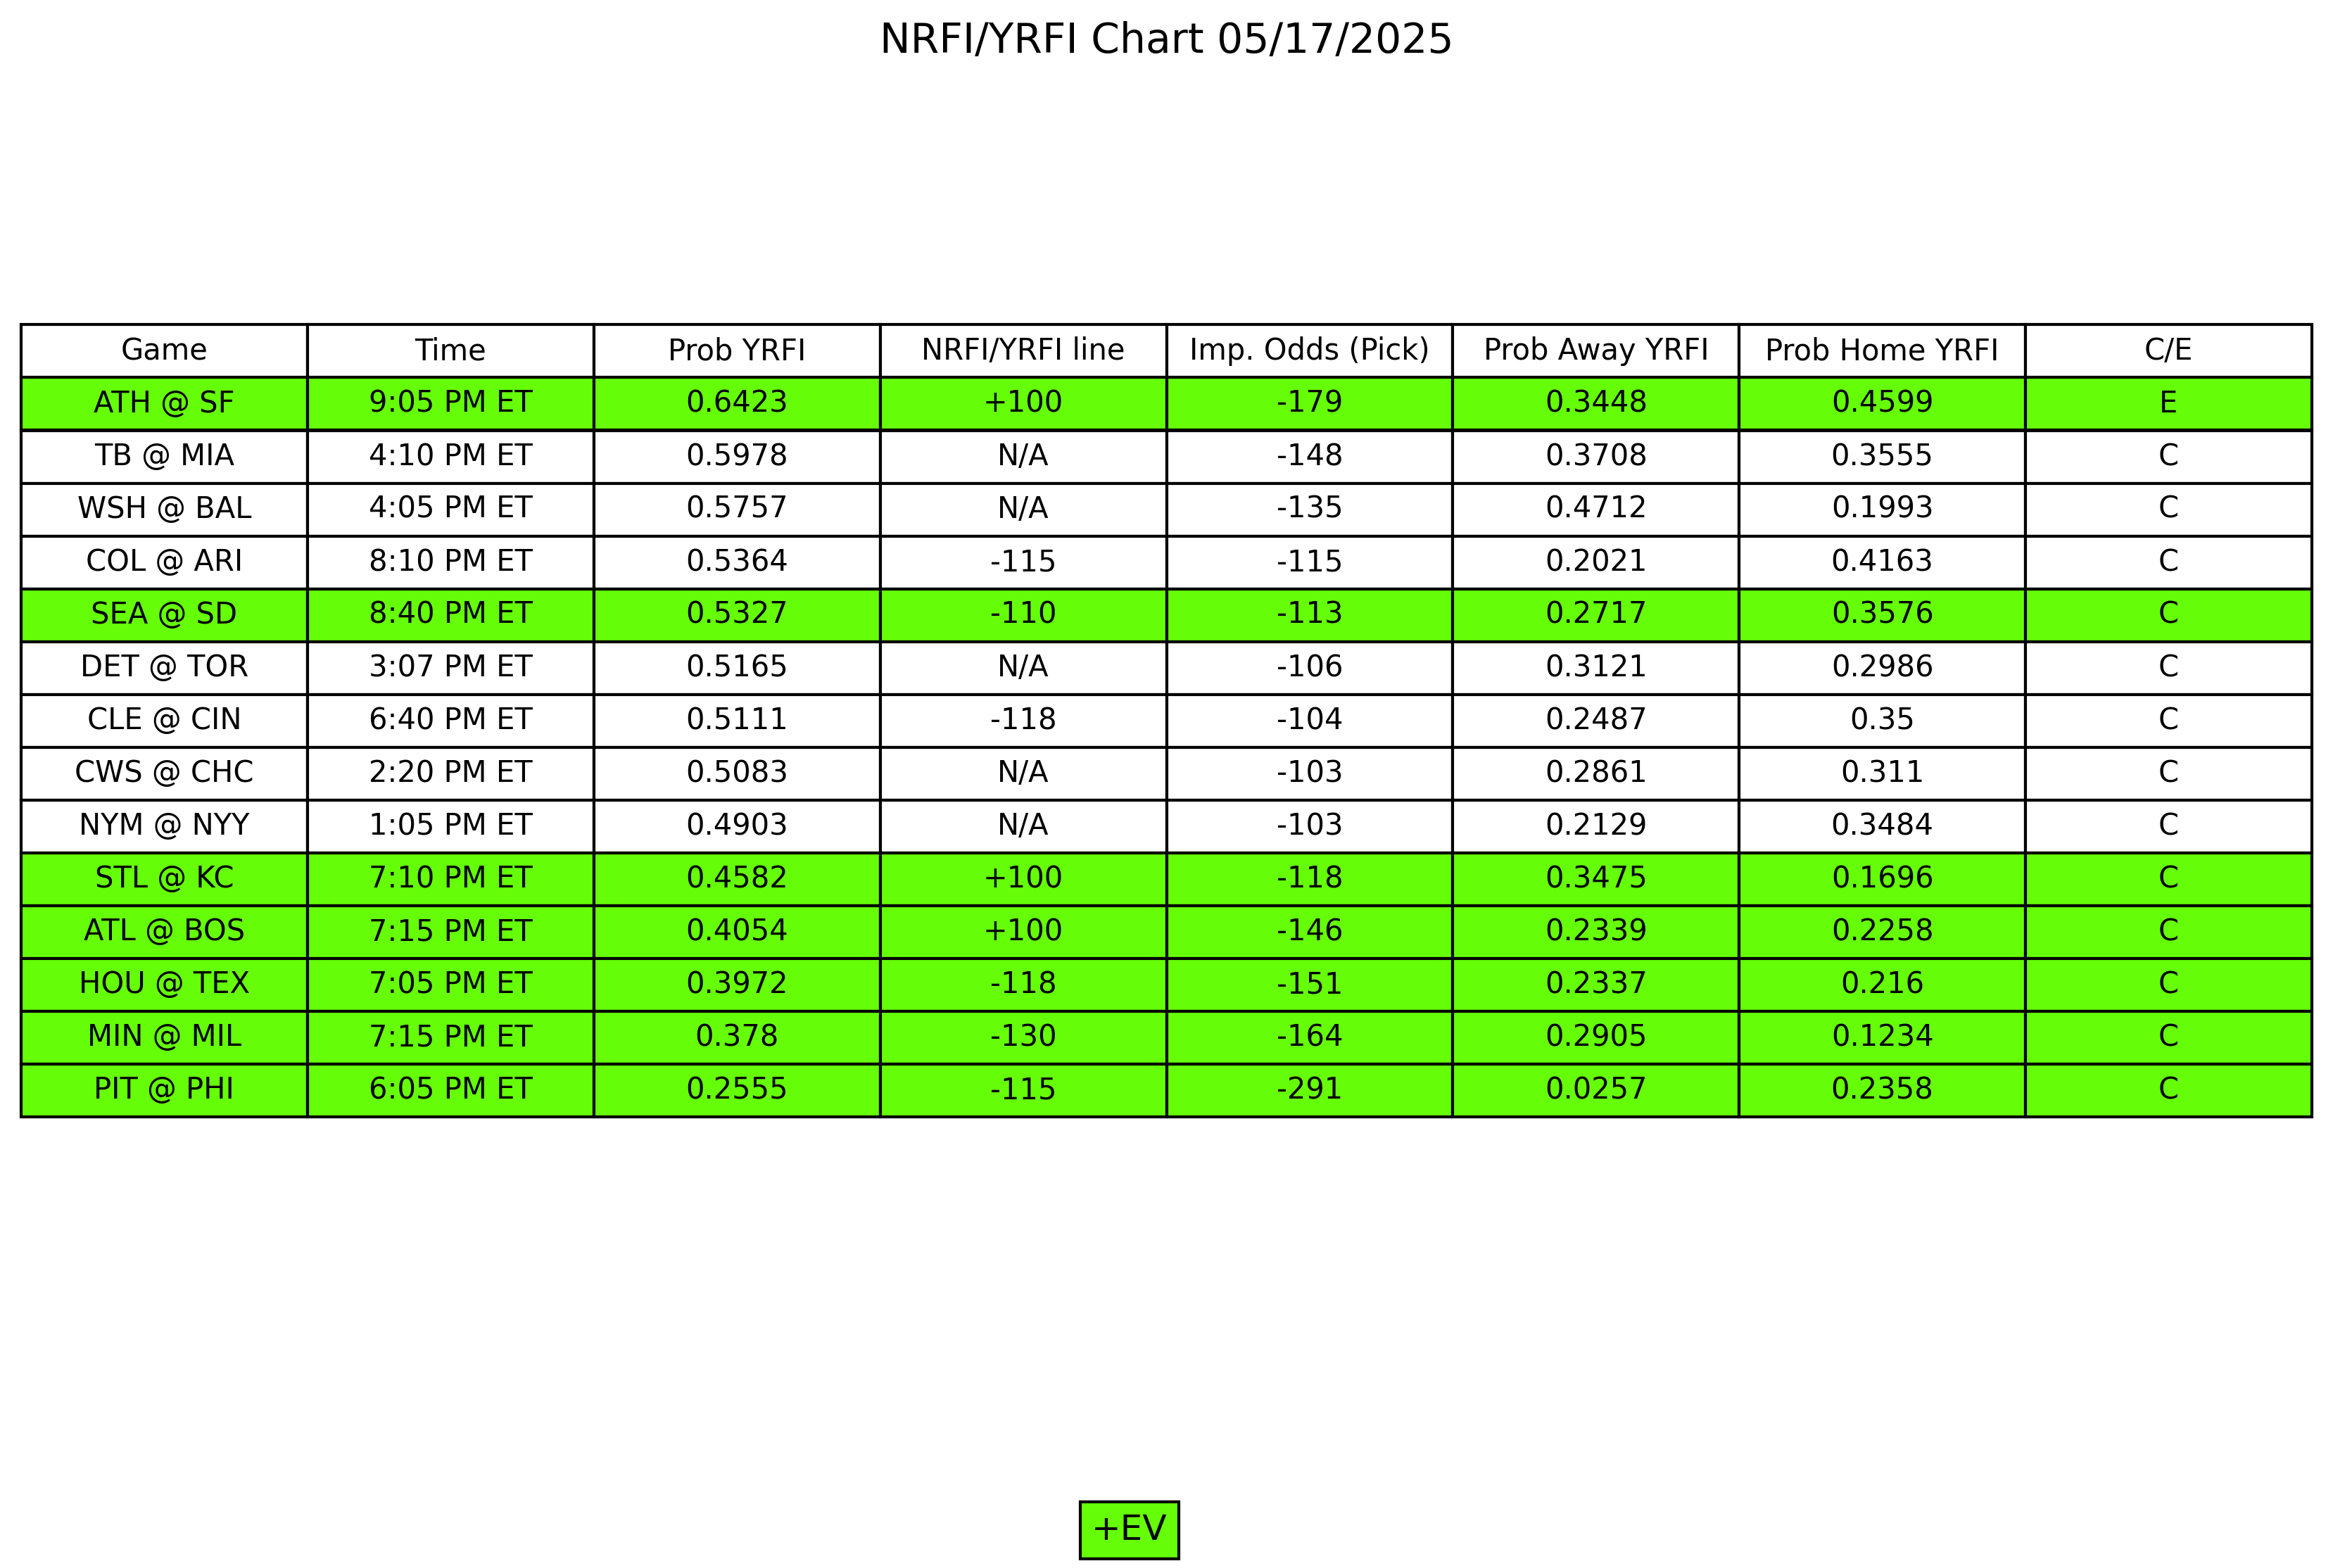 NRFI/YRFI Chart 05/17/2025
Game Time Prob YRFI NRFI/YRFI line Imp. Odds (Pick) Prob Away YRFI Prob Home YRFI C/E
ATH @ SF 9:05 PM ET 0.6423 +100 -179 0.3448 0.4599 E
TB @ MIA 4:10 PM ET 0.5978 N/A -148 0.3708 0.3555 C
WSH @ BAL 4:05 PM ET 0.5757 N/A -135 0.4712 0.1993 C
COL @ ARI 8:10 PM ET 0.5364 -115 -115 0.2021 0.4163 C
SEA @ SD 8:40 PM ET 0.5327 -110 -113 0.2717 0.3576 C
DET @ TOR 3:07 PM ET 0.5165 N/A -106 0.3121 0.2986 C
CLE @ CIN 6:40 PM ET 0.5111 -118 -104 0.2487 0.35 C
CWS @ CHC 2:20 PM ET 0.5083 N/A -103 0.2861 0.311 C
NYM @ NYY 1:05 PM ET 0.4903 N/A -103 0.2129 0.3484 C
STL @ KC 7:10 PM ET 0.4582 +100 -118 0.3475 0.1696 C
ATL @ BOS 7:15 PM ET 0.4054 +100 -146 0.2339 0.2258 C
HOU @ TEX 7:05 PM ET 0.3972 -118 -151 0.2337 0.216 C
MIN @ MIL 7:15 PM ET 0.378 -130 -164 0.2905 0.1234 C
PIT @ PHI 6:05 PM ET 0.2555 -115 -291 0.0257 0.2358 C
+EV